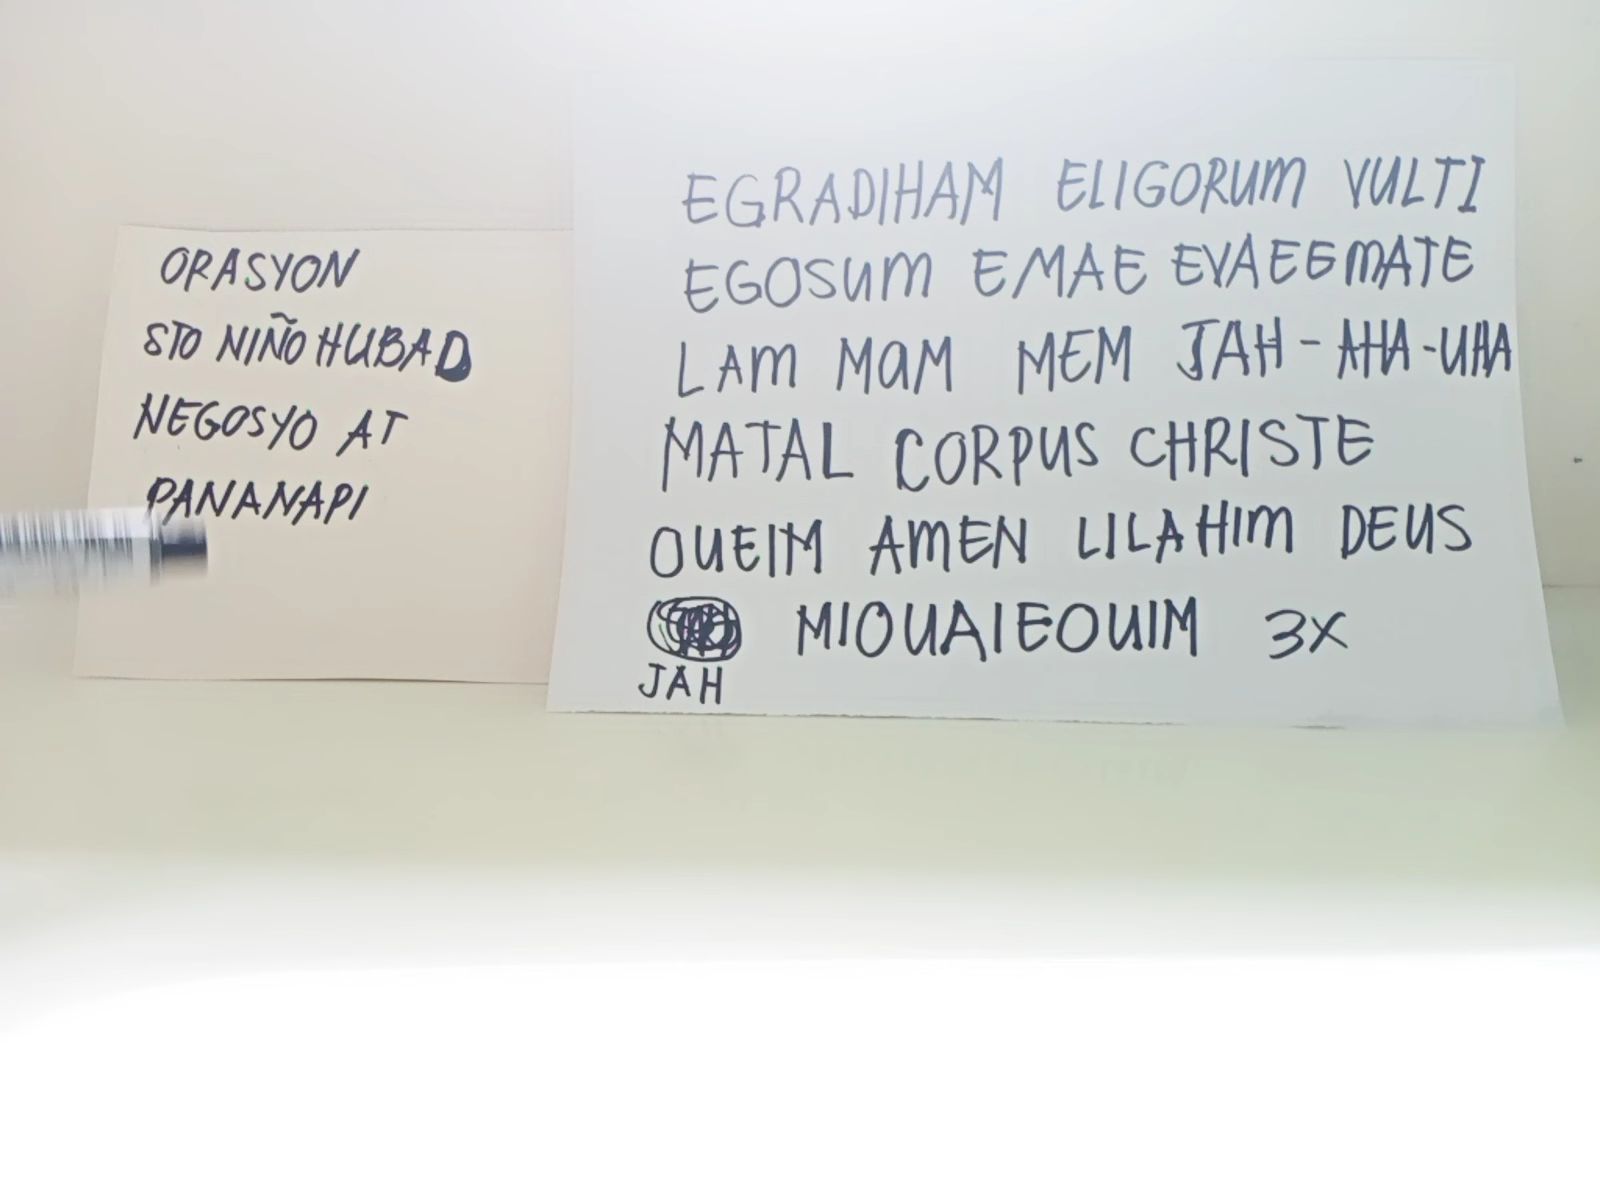 ORASYON
STO NIÑO HUBAD
NEGOSYO AT
PANANAPI
EGRADIHAM ELIGORUM VULTI
EGOSUM EMAE EVAEEMATE
LAM MAM MEM JAH - AHA - UHA
MATAL CORPUS CHRISTE
OUEIM AMEN LILAHIM DEUS
MIOUAIEOUIM 3X
JAH